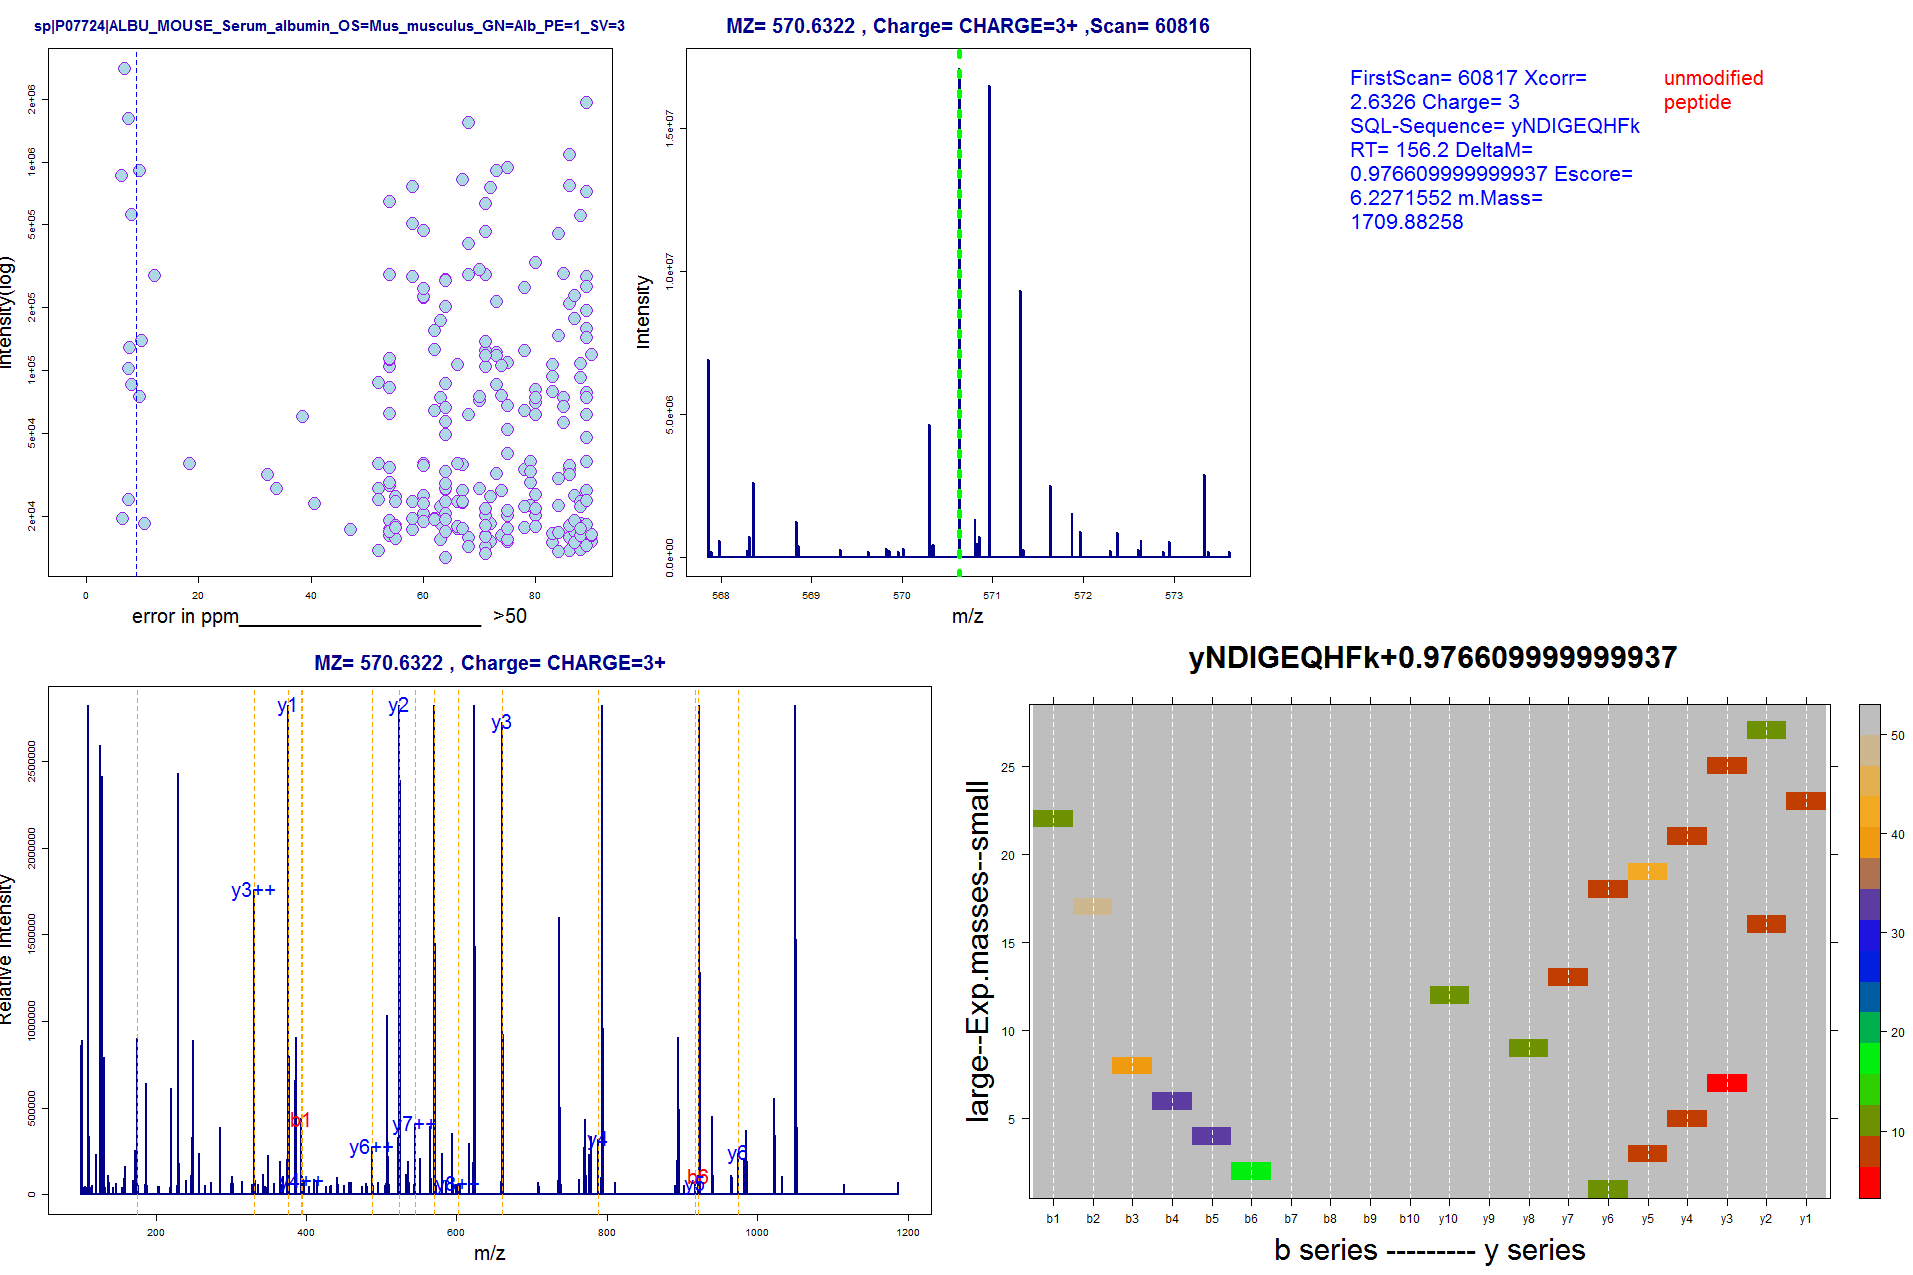 sp|P07724|ALBU_MOUSE_Serum_albumin_OS=Mus_musculus_GN=Alb_PE=1_SV=3
Intensity(log)
2e+06
1e+06
5e+05
2e+05
1e+05
5e+04
2e+04
0 20 40 60 80
error in ppm______________________ >50
MZ= 570.6322 , Charge= CHARGE=3+ ,Scan= 60816
Intensity
1.5e+07
1.0e+07
5.0e+06
0.0e+00
568 569 570 571 572 573
m/z
FirstScan= 60817 Xcorr=
2.6326 Charge= 3
SQL-Sequence= yNDIGEQHFk
RT= 156.2 DeltaM=
0.976609999999937 Escore=
6.2271552 m.Mass=
1709.88258
unmodified
peptide
MZ= 570.6322 , Charge= CHARGE=3+
Relative Intensity
2500000
2000000
1500000
1000000
500000
0
y1
y2
y3
y3++
b1
y7++
y6++
y4
y6
b6
y5
y4++
y8++
200 400 600 800 1000 1200
m/z
yNDIGEQHFk+0.976609999999937
large--Exp.masses--small
25
20
15
10
5
b1 b2 b3 b4 b5 b6 b7 b8 b9 b10 y10 y9 y8 y7 y6 y5 y4 y3 y2 y1
b series --------- y series
50
40
30
20
10